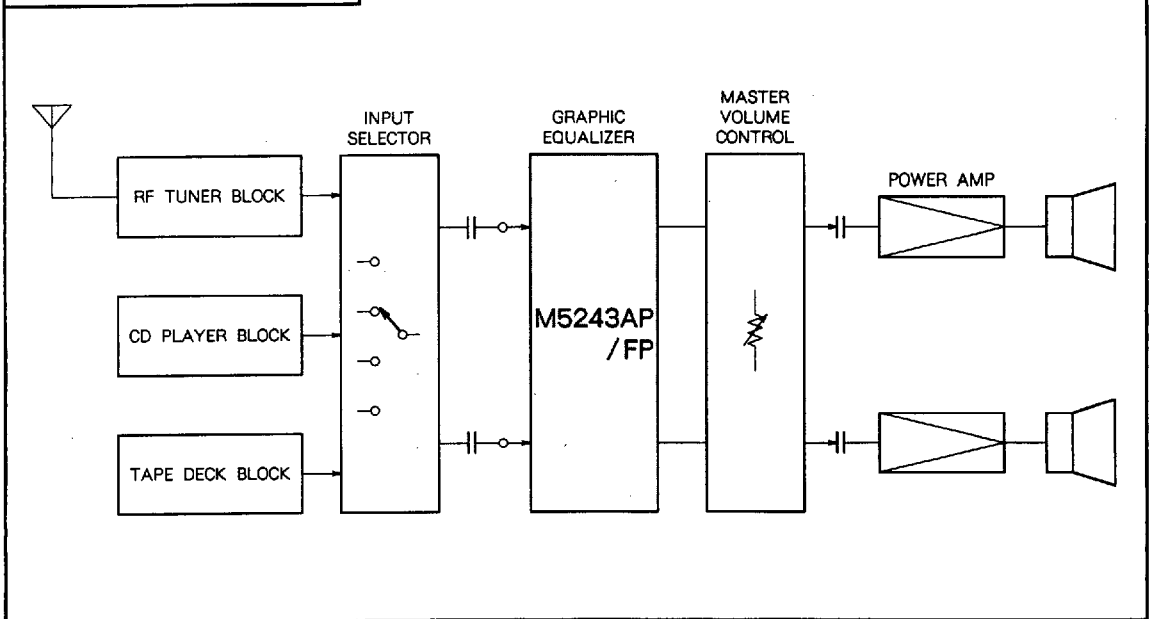 INPUT
SELECTOR
GRAPHIC
EQUALIZER
MASTER
VOLUME
CONTROL
POWER AMP
RF TUNER BLOCK
CD PLAYER BLOCK
TAPE DECK BLOCK
M5243AP
/FP